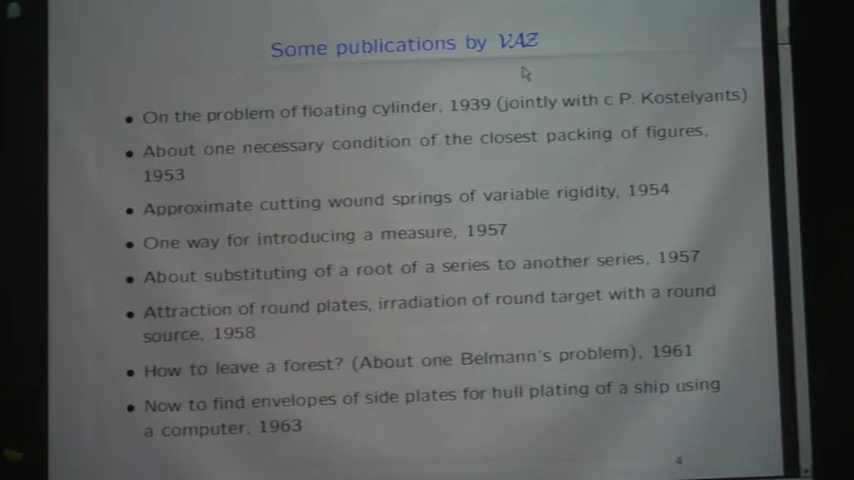 Some publications by VAZ
• On the problem of floating cylinder, 1939 (jointly with c P. Kostelyants)
• About one necessary condition of the closest packing of figures,
1953
• Approximate cutting wound springs of variable rigidity, 1954
• One way for introducing a measure, 1957
• About substituting of a root of a series to another series, 1957
• Attraction of round plates, irradiation of round target with a round
source, 1958
• How to leave a forest? (About one Belmann's problem), 1961
• Now to find envelopes of side plates for hull plating of a ship using
a computer, 1963
4